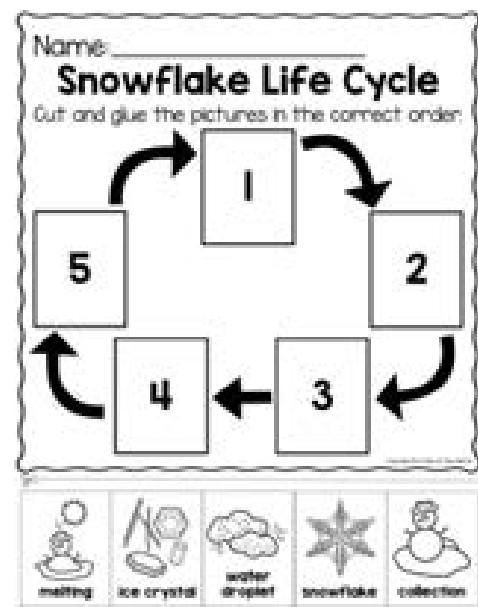 Name:
Snowflake Life Cycle
Cut and glue the pictures in the correct order.
1
5
2
4
3
melting
ice crystal
water
droplet
snowflake
collection